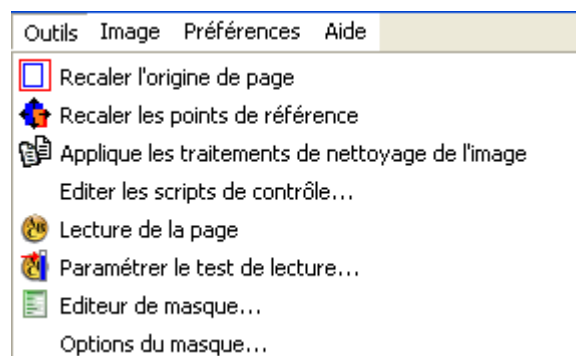 Outils Image Préférences Aide
Recaler l'origine de page
Recaler les points de référence
Applique les traitements de nettoyage de l'image
Editer les scripts de contrôle...
Lecture de la page
Paramétrer le test de lecture...
Editeur de masque...
Options du masque...